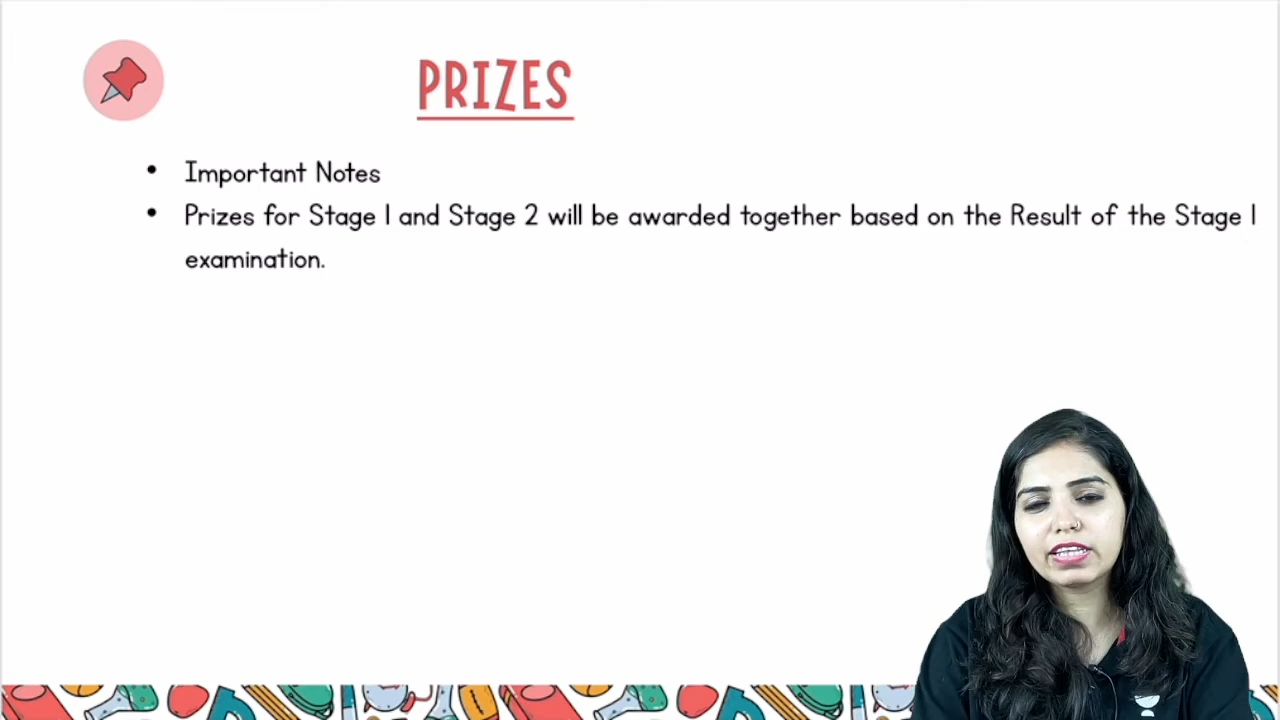 PRIZES
• Important Notes
• Prizes for Stage 1 and Stage 2 will be awarded together based on the Result of the Stage 1
examination.